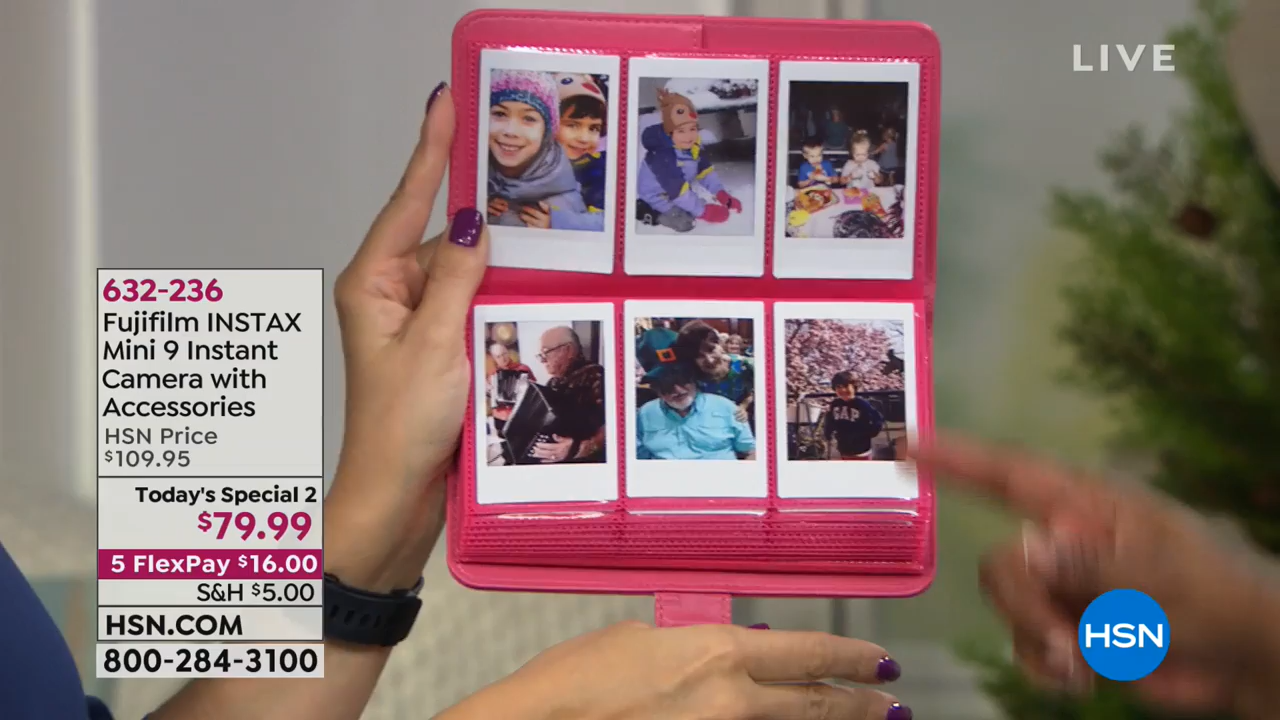 LIVE
632-236
Fujifilm INSTAX
Mini 9 Instant
Camera with
Accessories
HSN Price
$109.95
Today's Special 2
$79.99
5 FlexPay $16.00
S&H $5.00
HSN.COM
800-284-3100
GAP
HSN